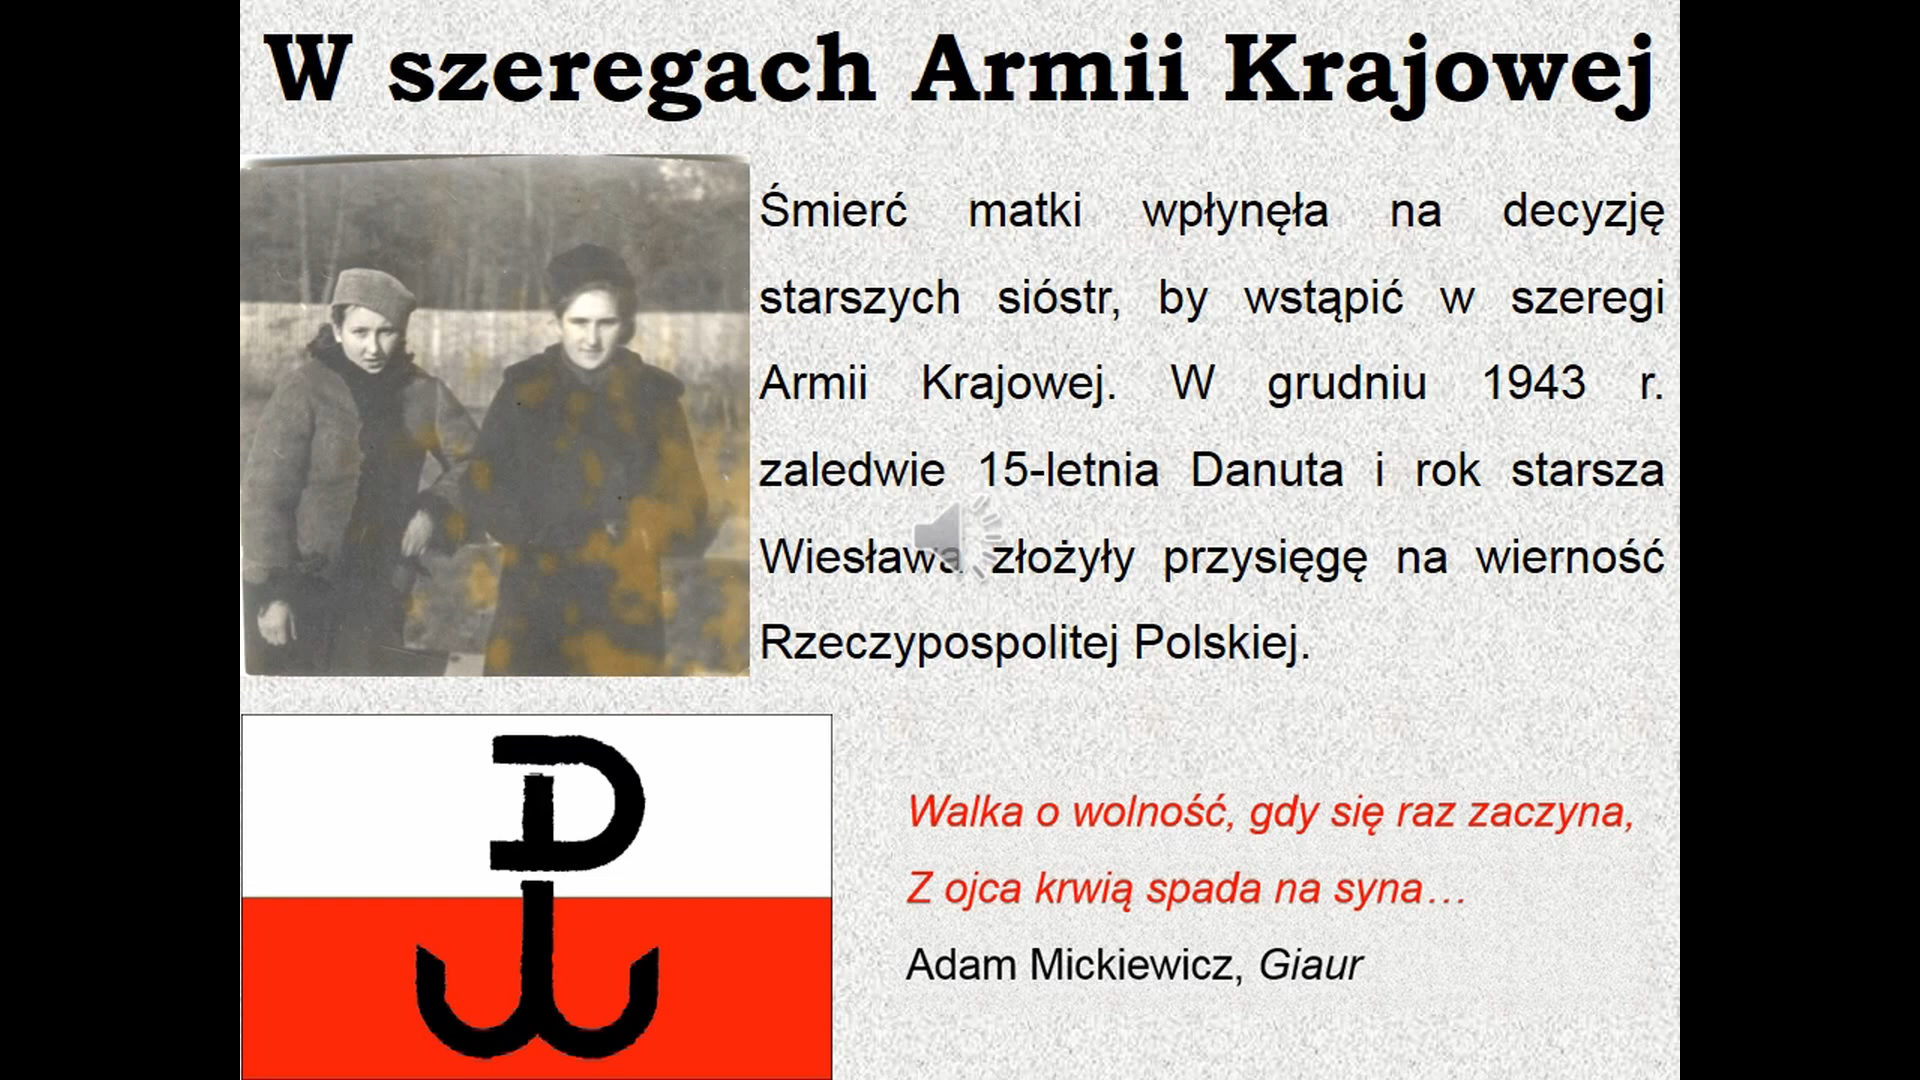 W szeregach Armii Krajowej
Śmierć matki wpłynęła na decyzję
starszych sióstr, by wstąpić w szeregi
Armii Krajowej. W grudniu 1943 r.
zaledwie 15-letnia Danuta i rok starsza
Wiesława złożyły przysięgę na wierność
Rzeczypospolitej Polskiej.
Walka o wolność, gdy się raz zaczyna,
Z ojca krwią spada na syna…
Adam Mickiewicz, Giaur